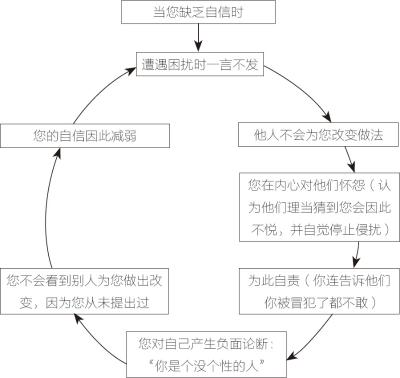 当您缺乏自信时
遭遇困扰时一言不发
他人不会为您改变做法
您在内心对他们怀怨（认
为他们理当猜到您会因此
不悦，并自觉停止侵扰）
为此自责（你连告诉他们
你被冒犯了都不敢）
您对自己产生负面论断：
“你是个没个性的人”
您不会看到别人为您做出改
变，因为您从未提出过
您的自信因此减弱